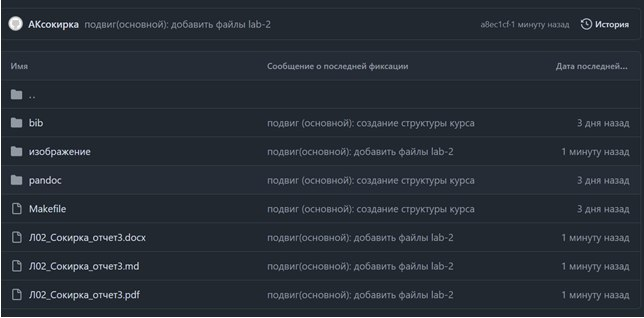 АКсокирка подвиг(основной): добавить файлы lab-2 a8ec1cf·1 минуту назад История
Имя Сообщение о последней фиксации Дата последней...
..
bib подвиг (основной): создание структуры курса 3 дня назад
изображение подвиг(основной): добавить файлы lab-2 1 минуту назад
pandoc подвиг (основной): создание структуры курса 3 дня назад
Makefile подвиг (основной): создание структуры курса 3 дня назад
Л02_Сокирка_отчет3.docx подвиг(основной): добавить файлы lab-2 1 минуту назад
Л02_Сокирка_отчет3.md подвиг(основной): добавить файлы lab-2 1 минуту назад
Л02_Сокирка_отчет3.pdf подвиг(основной): добавить файлы lab-2 1 минуту назад